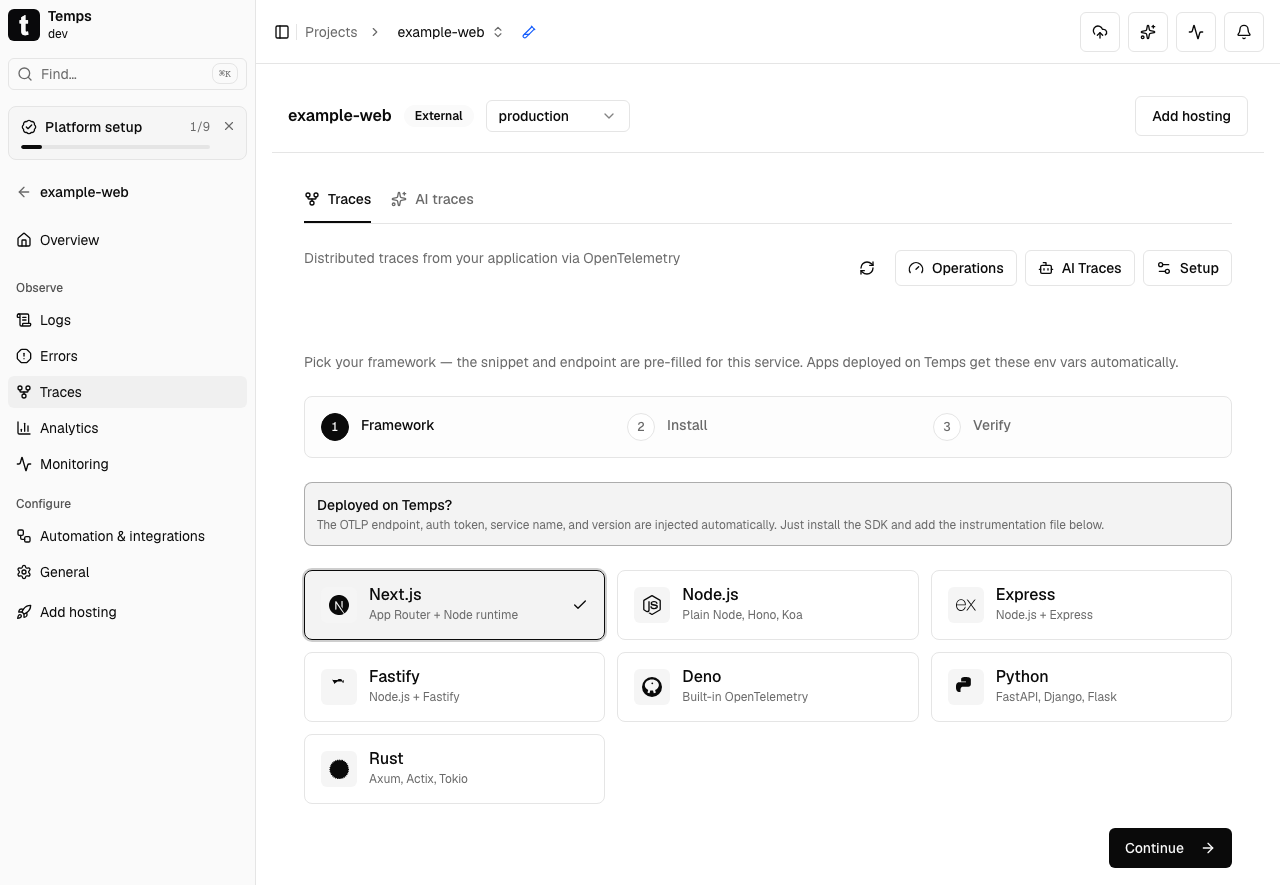 t
Temps
dev
Find...
⌘K
Platform setup
1/9
example-web
Overview
Observe
Logs
Errors
Traces
Analytics
Monitoring
Configure
Automation & integrations
General
Add hosting
Projects
example-web
example-web
External
production
Add hosting
Traces
AI traces
Distributed traces from your application via OpenTelemetry
Operations
AI Traces
Setup
Pick your framework — the snippet and endpoint are pre-filled for this service. Apps deployed on Temps get these env vars automatically.
1
Framework
2
Install
3
Verify
Deployed on Temps?
The OTLP endpoint, auth token, service name, and version are injected automatically. Just install the SDK and add the instrumentation file below.
N
Next.js
App Router + Node runtime
JS
Node.js
Plain Node, Hono, Koa
ex
Express
Node.js + Express
Fastify
Node.js + Fastify
Deno
Built-in OpenTelemetry
Python
FastAPI, Django, Flask
Rust
Axum, Actix, Tokio
Continue